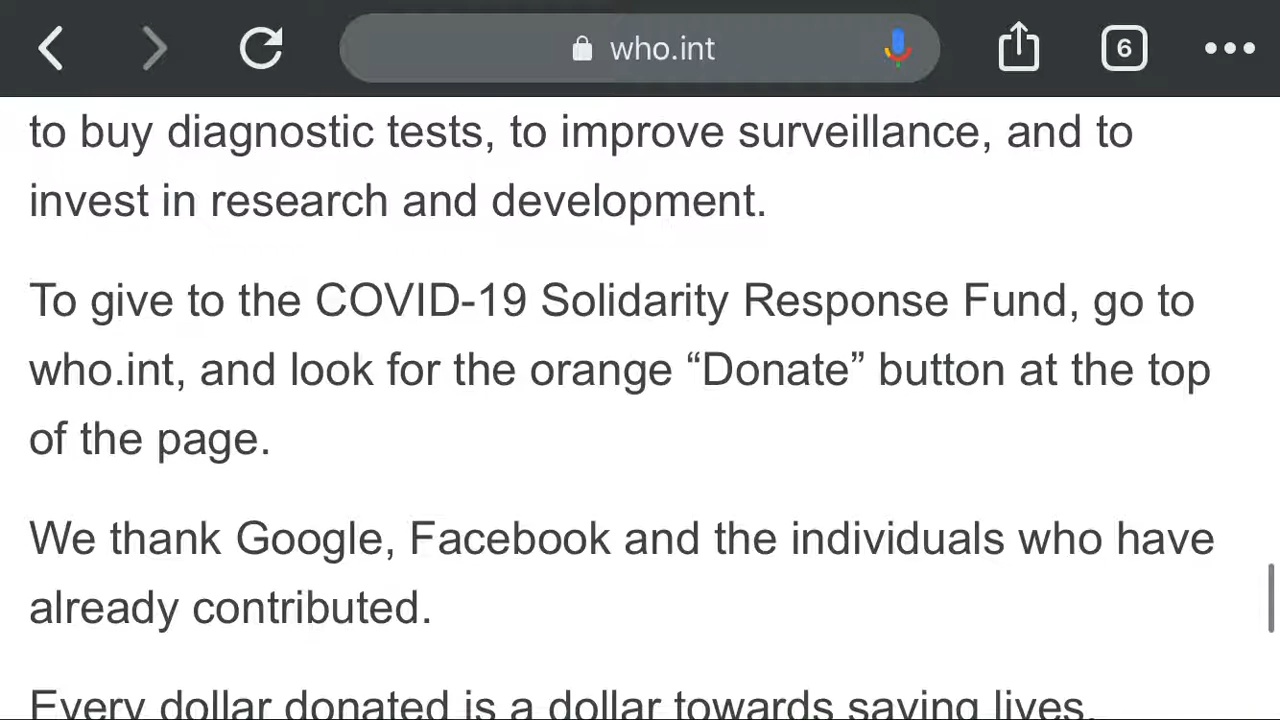 who.int
6
to buy diagnostic tests, to improve surveillance, and to
invest in research and development.
To give to the COVID-19 Solidarity Response Fund, go to
who.int, and look for the orange “Donate” button at the top
of the page.
We thank Google, Facebook and the individuals who have
already contributed.
Every dollar donated is a dollar towards saving lives.